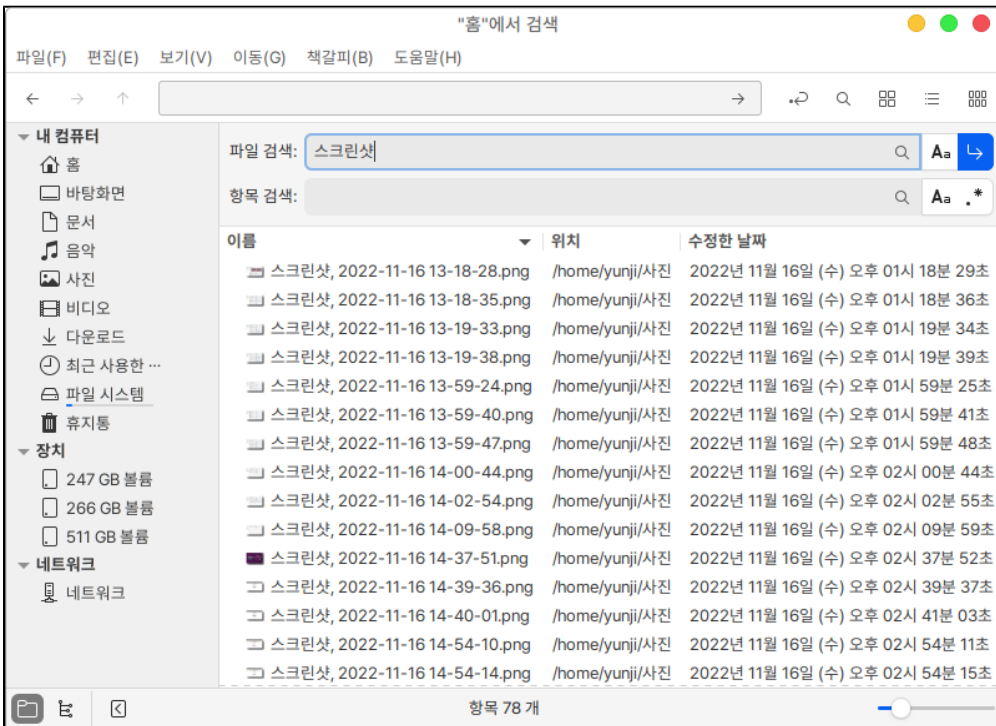 "홈"에서 검색
파일(F) 편집(E) 보기(V) 이동(G) 책갈피(B) 도움말(H)
내 컴퓨터
홈
바탕화면
문서
음악
사진
비디오
다운로드
최근 사용한 …
파일 시스템
휴지통
장치
247 GB 볼륨
266 GB 볼륨
511 GB 볼륨
네트워크
네트워크
파일 검색: 스크린샷 Aa
항목 검색: Aa .*
이름 위치 수정한 날짜
스크린샷, 2022-11-16 13-18-28.png /home/yunji/사진 2022년 11월 16일 (수) 오후 01시 18분 29초
스크린샷, 2022-11-16 13-18-35.png /home/yunji/사진 2022년 11월 16일 (수) 오후 01시 18분 36초
스크린샷, 2022-11-16 13-19-33.png /home/yunji/사진 2022년 11월 16일 (수) 오후 01시 19분 34초
스크린샷, 2022-11-16 13-19-38.png /home/yunji/사진 2022년 11월 16일 (수) 오후 01시 19분 39초
스크린샷, 2022-11-16 13-59-24.png /home/yunji/사진 2022년 11월 16일 (수) 오후 01시 59분 25초
스크린샷, 2022-11-16 13-59-40.png /home/yunji/사진 2022년 11월 16일 (수) 오후 01시 59분 41초
스크린샷, 2022-11-16 13-59-47.png /home/yunji/사진 2022년 11월 16일 (수) 오후 01시 59분 48초
스크린샷, 2022-11-16 14-00-44.png /home/yunji/사진 2022년 11월 16일 (수) 오후 02시 00분 44초
스크린샷, 2022-11-16 14-02-54.png /home/yunji/사진 2022년 11월 16일 (수) 오후 02시 02분 55초
스크린샷, 2022-11-16 14-09-58.png /home/yunji/사진 2022년 11월 16일 (수) 오후 02시 09분 59초
스크린샷, 2022-11-16 14-37-51.png /home/yunji/사진 2022년 11월 16일 (수) 오후 02시 37분 52초
스크린샷, 2022-11-16 14-39-36.png /home/yunji/사진 2022년 11월 16일 (수) 오후 02시 39분 37초
스크린샷, 2022-11-16 14-40-01.png /home/yunji/사진 2022년 11월 16일 (수) 오후 02시 41분 03초
스크린샷, 2022-11-16 14-54-10.png /home/yunji/사진 2022년 11월 16일 (수) 오후 02시 54분 11초
스크린샷, 2022-11-16 14-54-14.png /home/yunji/사진 2022년 11월 16일 (수) 오후 02시 54분 15초
항목 78 개